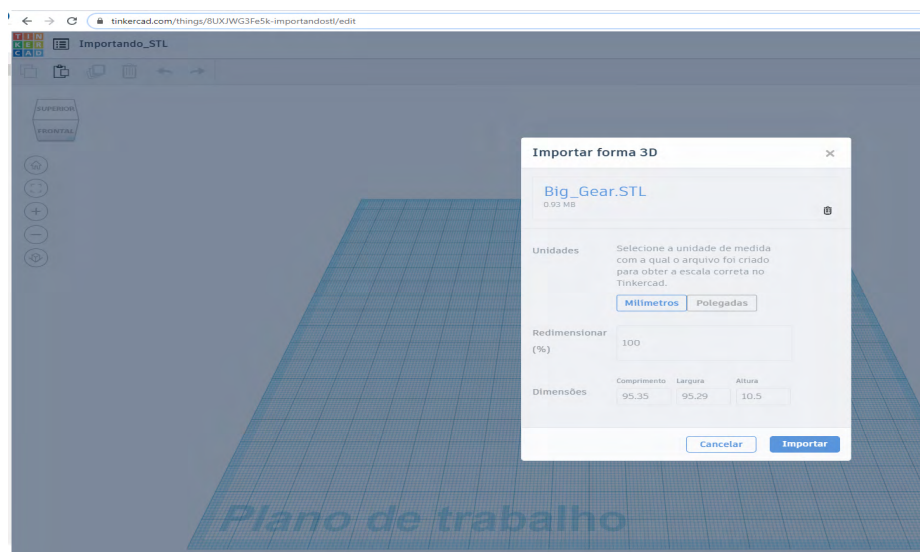 tinkercad.com/things/8UXJWG3Fe5k-importandostl/edit
TIN
KER
CAD
Importando_STL
SUPERIOR
FRONTAL
Importar forma 3D
Big_Gear.STL
0.93 MB
Unidades
Selecione a unidade de medida
com a qual o arquivo foi criado
para obter a escala correta no
Tinkercad.
Milímetros Polegadas
Redimensionar
(%)
100
Comprimento Largura Altura
Dimensões
95.35 95.29 10.5
Cancelar Importar
Plano de trabalho